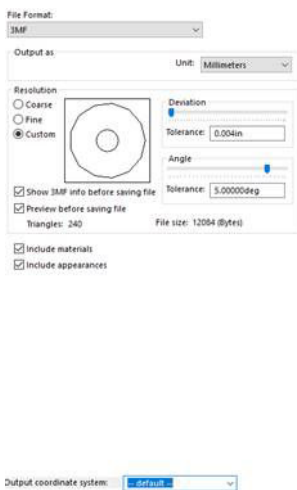 File Format:
3MF
Output as
Unit: Millimeters
Resolution
Coarse
Fine
Custom
Deviation
Tolerance: 0.004in
Angle
Tolerance: 5.00000deg
Show 3MF info before saving file
Preview before saving file
Triangles: 240 File size: 12084 (Bytes)
Include materials
Include appearances
Output coordinate system: -- default --